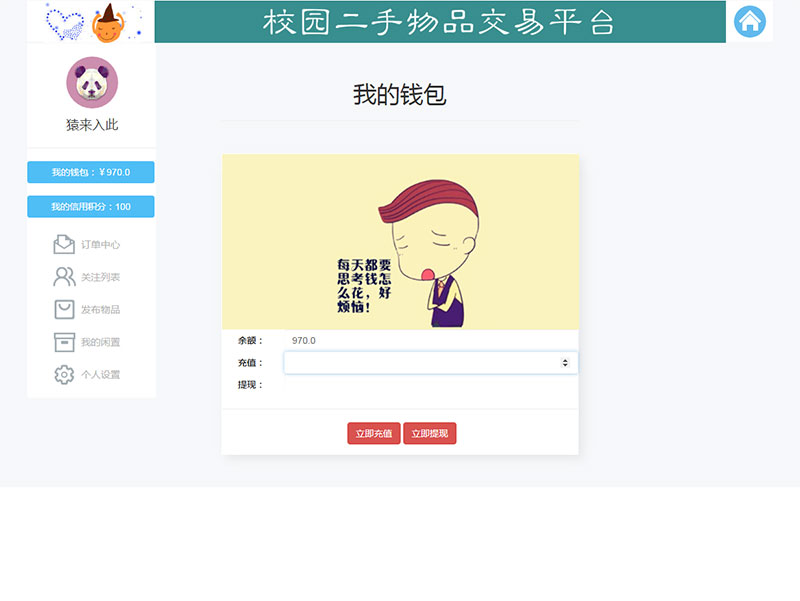 校园二手物品交易平台
猿来入此
我的钱包：￥970.0
我的信用积分：100
订单中心
关注列表
发布物品
我的闲置
个人设置
我的钱包
每天都要
思考钱怎
么花，好
烦恼！
余额： 970.0
充值：
提现：
立即充值 立即提现